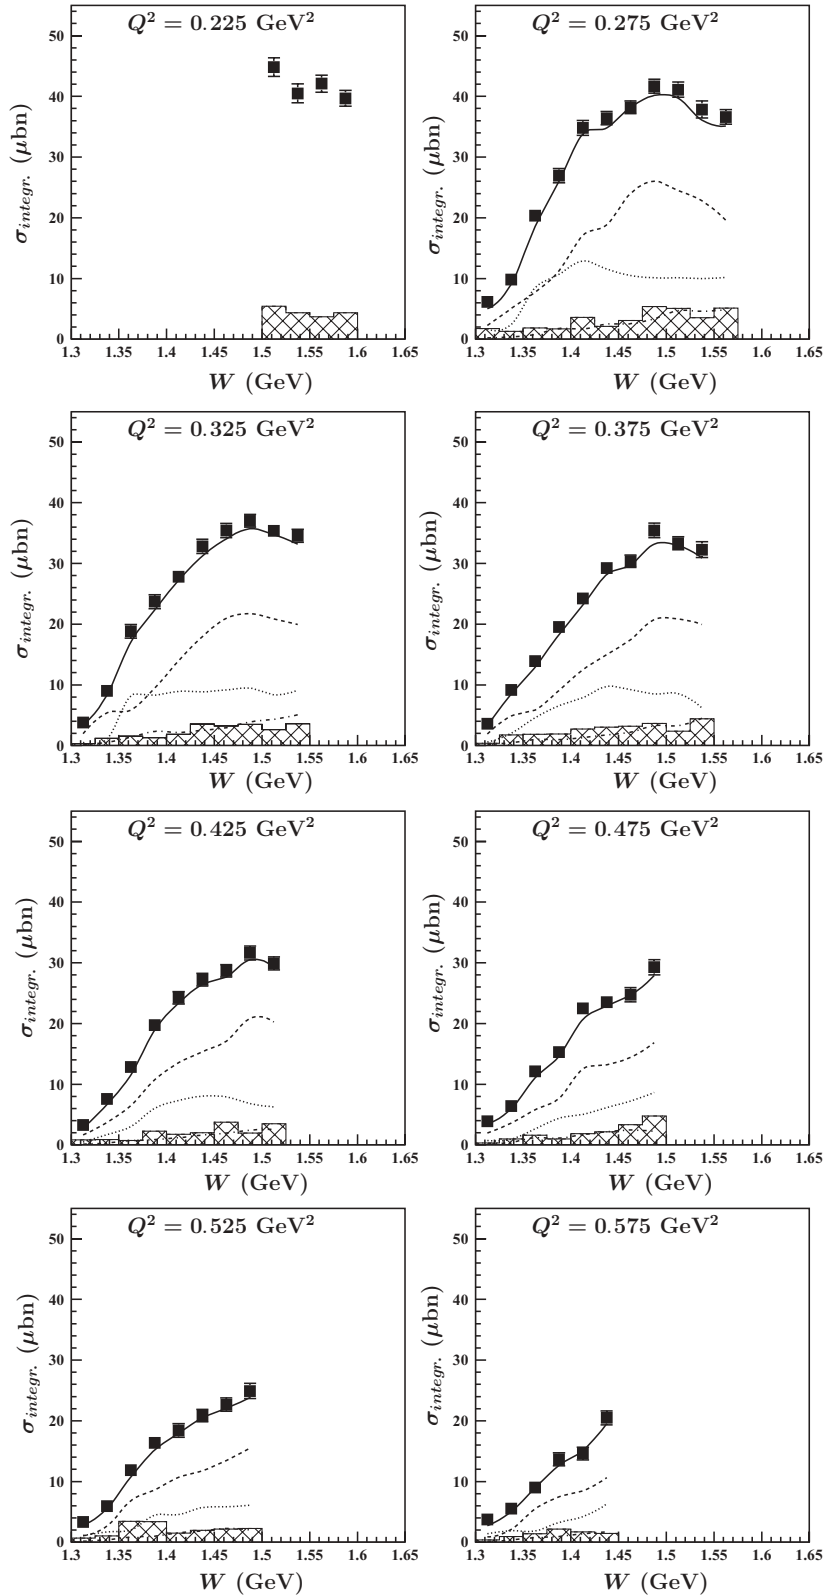 Q² = 0.225 GeV²
σ_integr. (μbn)
50
40
30
20
10
0
1.3 1.35 1.4 1.45 1.5 1.55 1.6 1.65
W (GeV)
Q² = 0.275 GeV²
σ_integr. (μbn)
50
40
30
20
10
0
1.3 1.35 1.4 1.45 1.5 1.55 1.6 1.65
W (GeV)
Q² = 0.325 GeV²
σ_integr. (μbn)
50
40
30
20
10
0
1.3 1.35 1.4 1.45 1.5 1.55 1.6 1.65
W (GeV)
Q² = 0.375 GeV²
σ_integr. (μbn)
50
40
30
20
10
0
1.3 1.35 1.4 1.45 1.5 1.55 1.6 1.65
W (GeV)
Q² = 0.425 GeV²
σ_integr. (μbn)
50
40
30
20
10
0
1.3 1.35 1.4 1.45 1.5 1.55 1.6 1.65
W (GeV)
Q² = 0.475 GeV²
σ_integr. (μbn)
50
40
30
20
10
0
1.3 1.35 1.4 1.45 1.5 1.55 1.6 1.65
W (GeV)
Q² = 0.525 GeV²
σ_integr. (μbn)
50
40
30
20
10
0
1.3 1.35 1.4 1.45 1.5 1.55 1.6 1.65
W (GeV)
Q² = 0.575 GeV²
σ_integr. (μbn)
50
40
30
20
10
0
1.3 1.35 1.4 1.45 1.5 1.55 1.6 1.65
W (GeV)